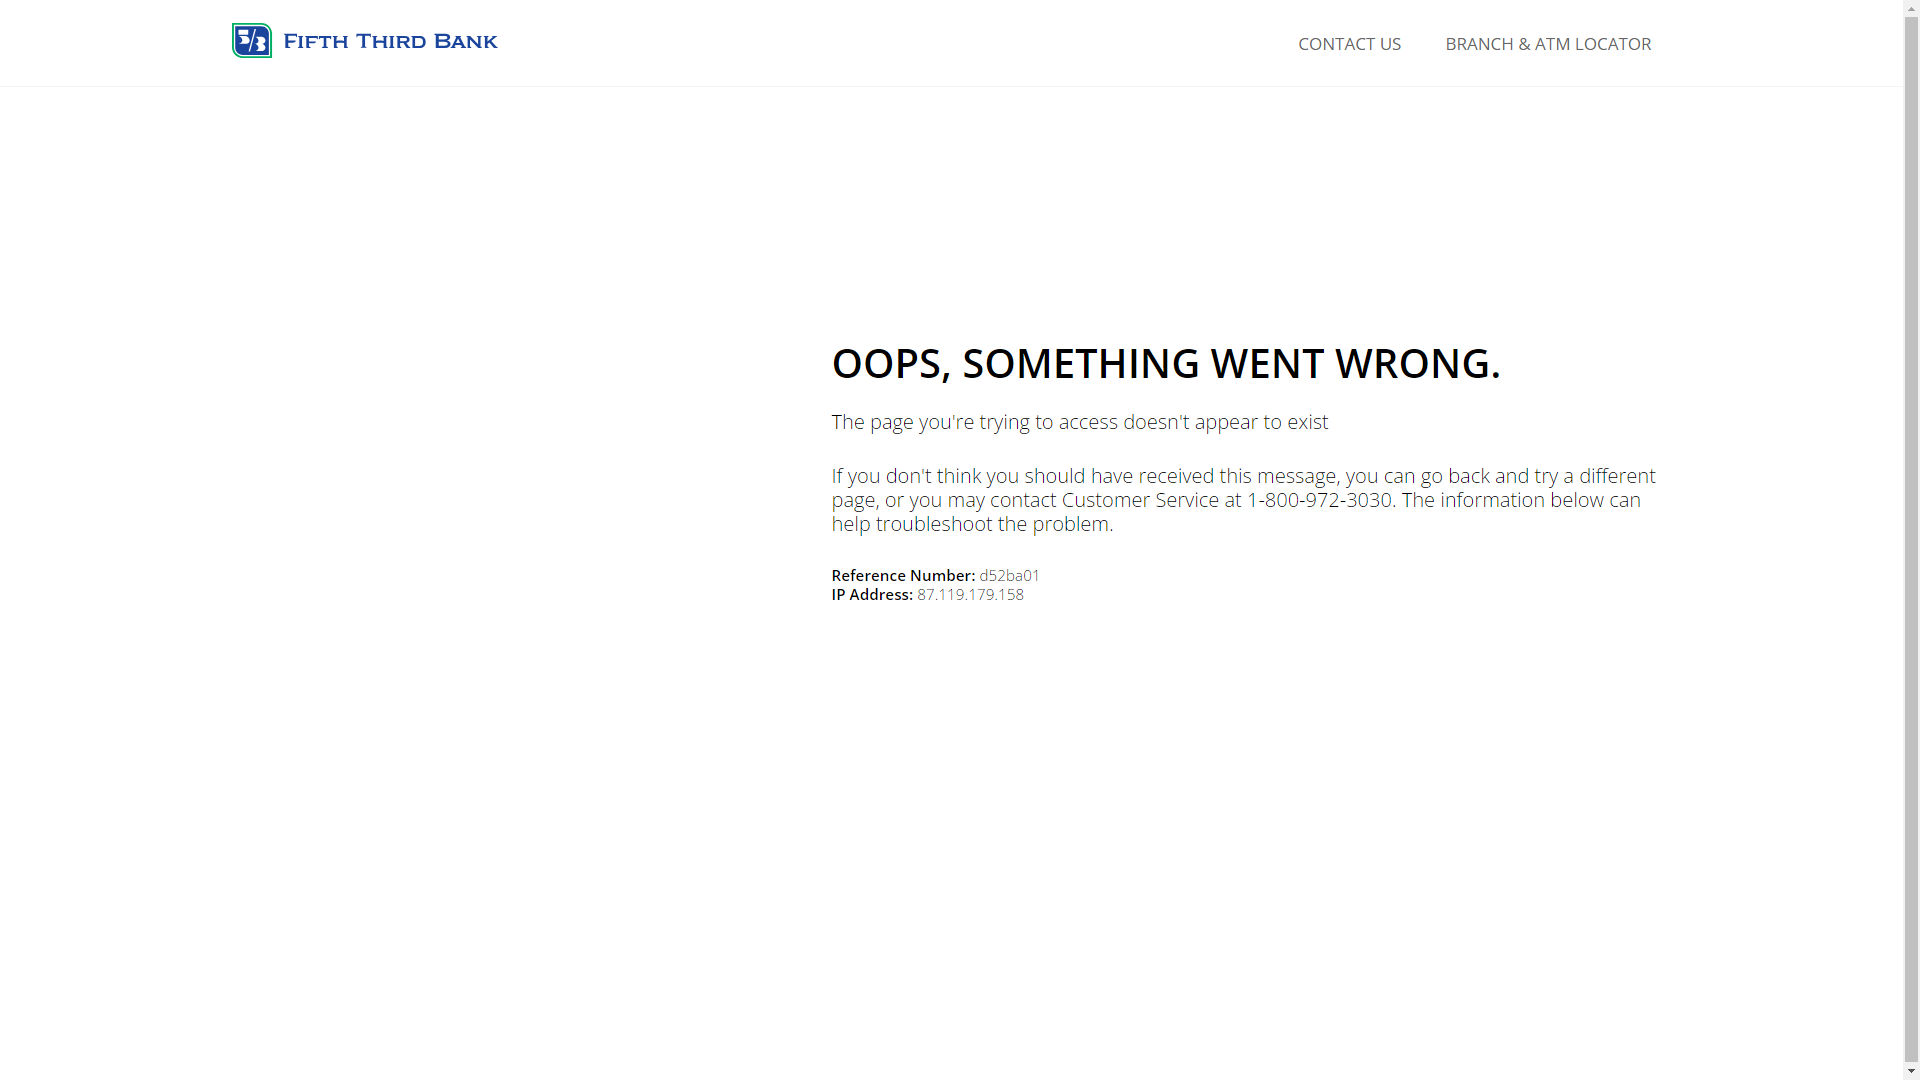 5/3 FIFTH THIRD BANK
CONTACT US
BRANCH & ATM LOCATOR
OOPS, SOMETHING WENT WRONG.
The page you're trying to access doesn't appear to exist
If you don't think you should have received this message, you can go back and try a different
page, or you may contact Customer Service at 1-800-972-3030. The information below can
help troubleshoot the problem.
Reference Number: d52ba01
IP Address: 87.119.179.158